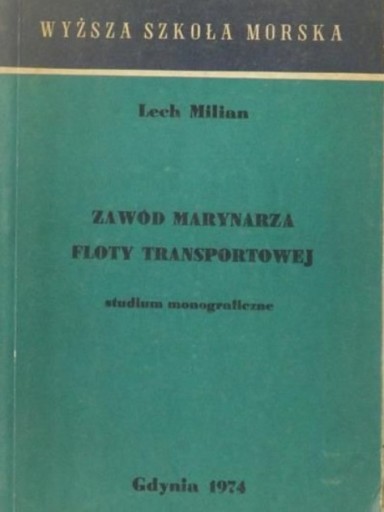 WYŻSZA SZKOŁA MORSKA
Lech Milian
ZAWÓD MARYNARZA
FLOTY TRANSPORTOWEJ
studium monograficzne
Gdynia 1974